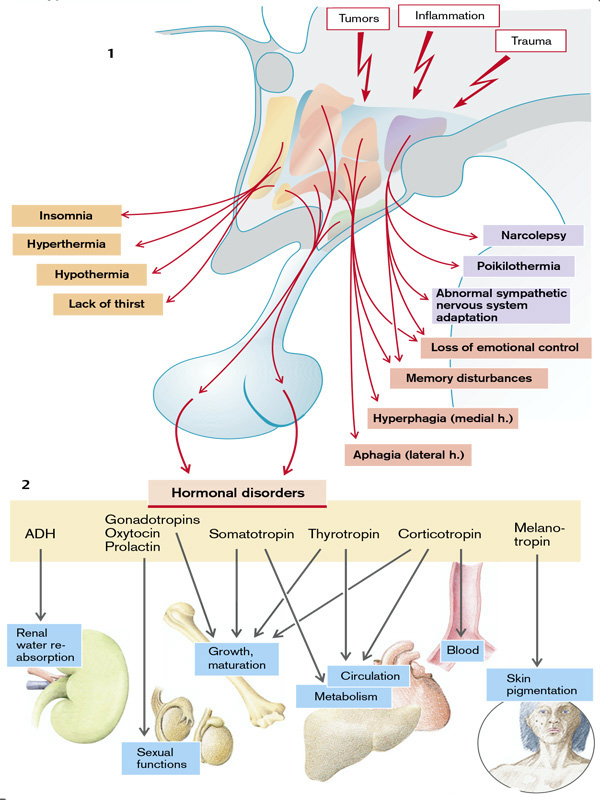 Tumors
Inflammation
Trauma
1
Insomnia
Hyperthermia
Hypothermia
Lack of thirst
Narcolepsy
Poikilothermia
Abnormal sympathetic
nervous system
adaptation
Loss of emotional control
Memory disturbances
Hyperphagia (medial h.)
Aphagia (lateral h.)
2
Hormonal disorders
ADH
Gonadotropins
Oxytocin
Prolactin
Somatotropin
Thyrotropin
Corticotropin
Melano-
tropin
Renal
water re-
absorption
Growth,
maturation
Circulation
Metabolism
Blood
Skin
pigmentation
Sexual
functions